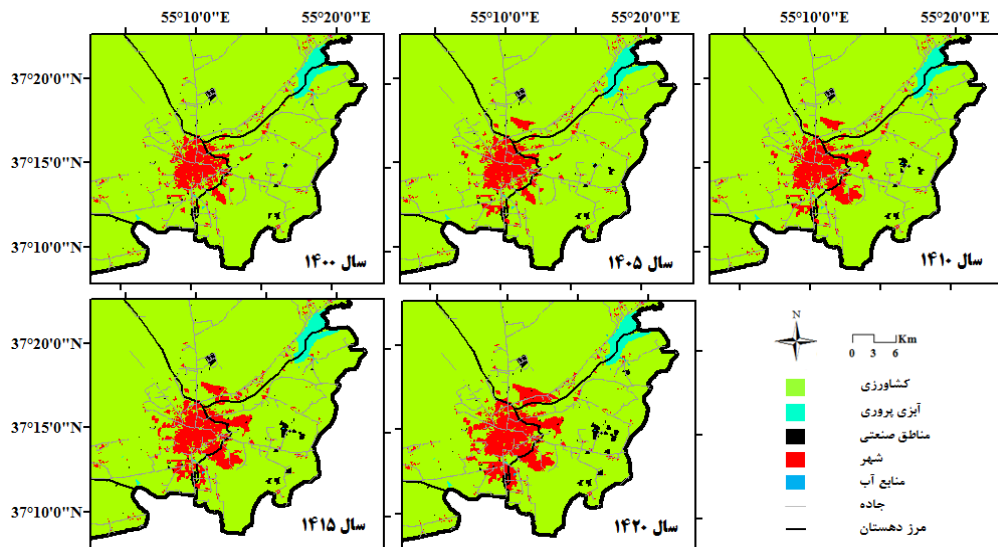 55°10'0"E 55°20'0"E 55°10'0"E 55°20'0"E 55°10'0"E 55°20'0"E
37°20'0"N
37°15'0"N
37°10'0"N
سال ۱۴۰۰
سال ۱۴۰۵
سال ۱۴۱۰
37°20'0"N
37°15'0"N
37°10'0"N
سال ۱۴۱۵
سال ۱۴۲۰
N
Km
0 3 6
کشاورزی
آبزی پروری
مناطق صنعتی
شهر
منابع آب
جاده
مرز دهستان